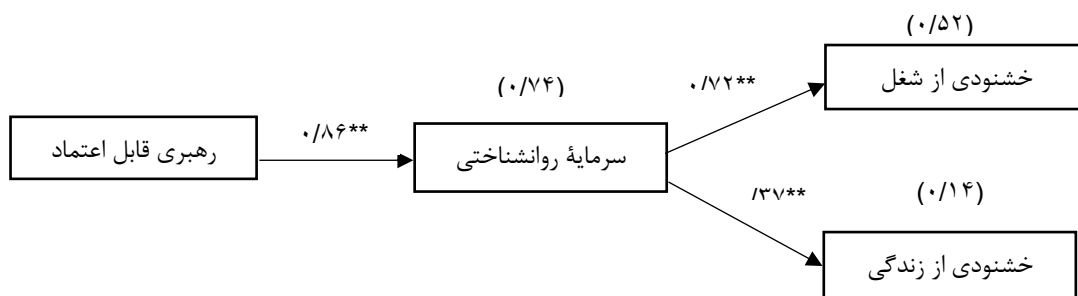 (۰/۵۲)
خشنودی از شغل
۰/۷۲**
(۰/۷۴)
سرمایۀ روانشناختی
۰/۸۶**
رهبری قابل اعتماد
/۳۷**
(۰/۱۴)
خشنودی از زندگی